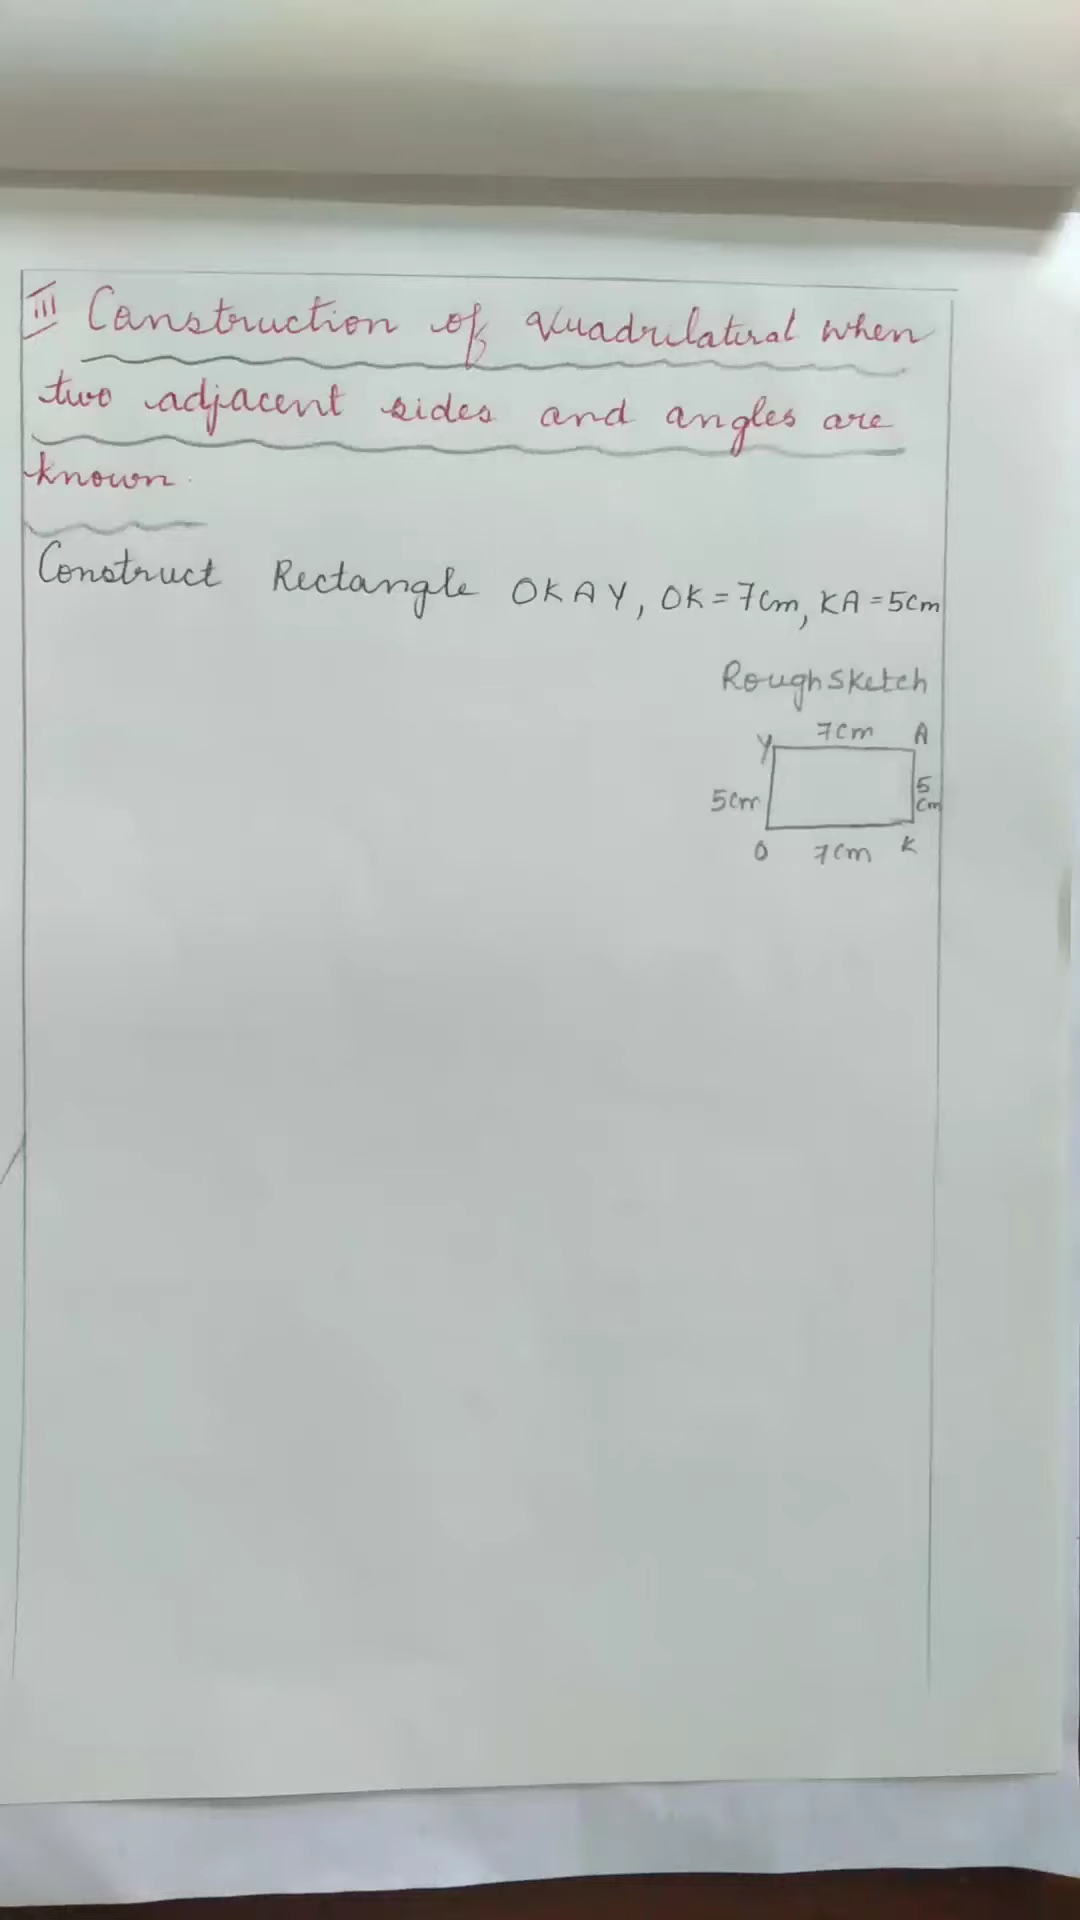 III Construction of Quadrilateral when
two adjacent sides and angles are
known.
Construct Rectangle OKAY, OK = 7cm, KA = 5cm
Rough Sketch
7cm
Y A
5cm 5
cm
O 7cm K